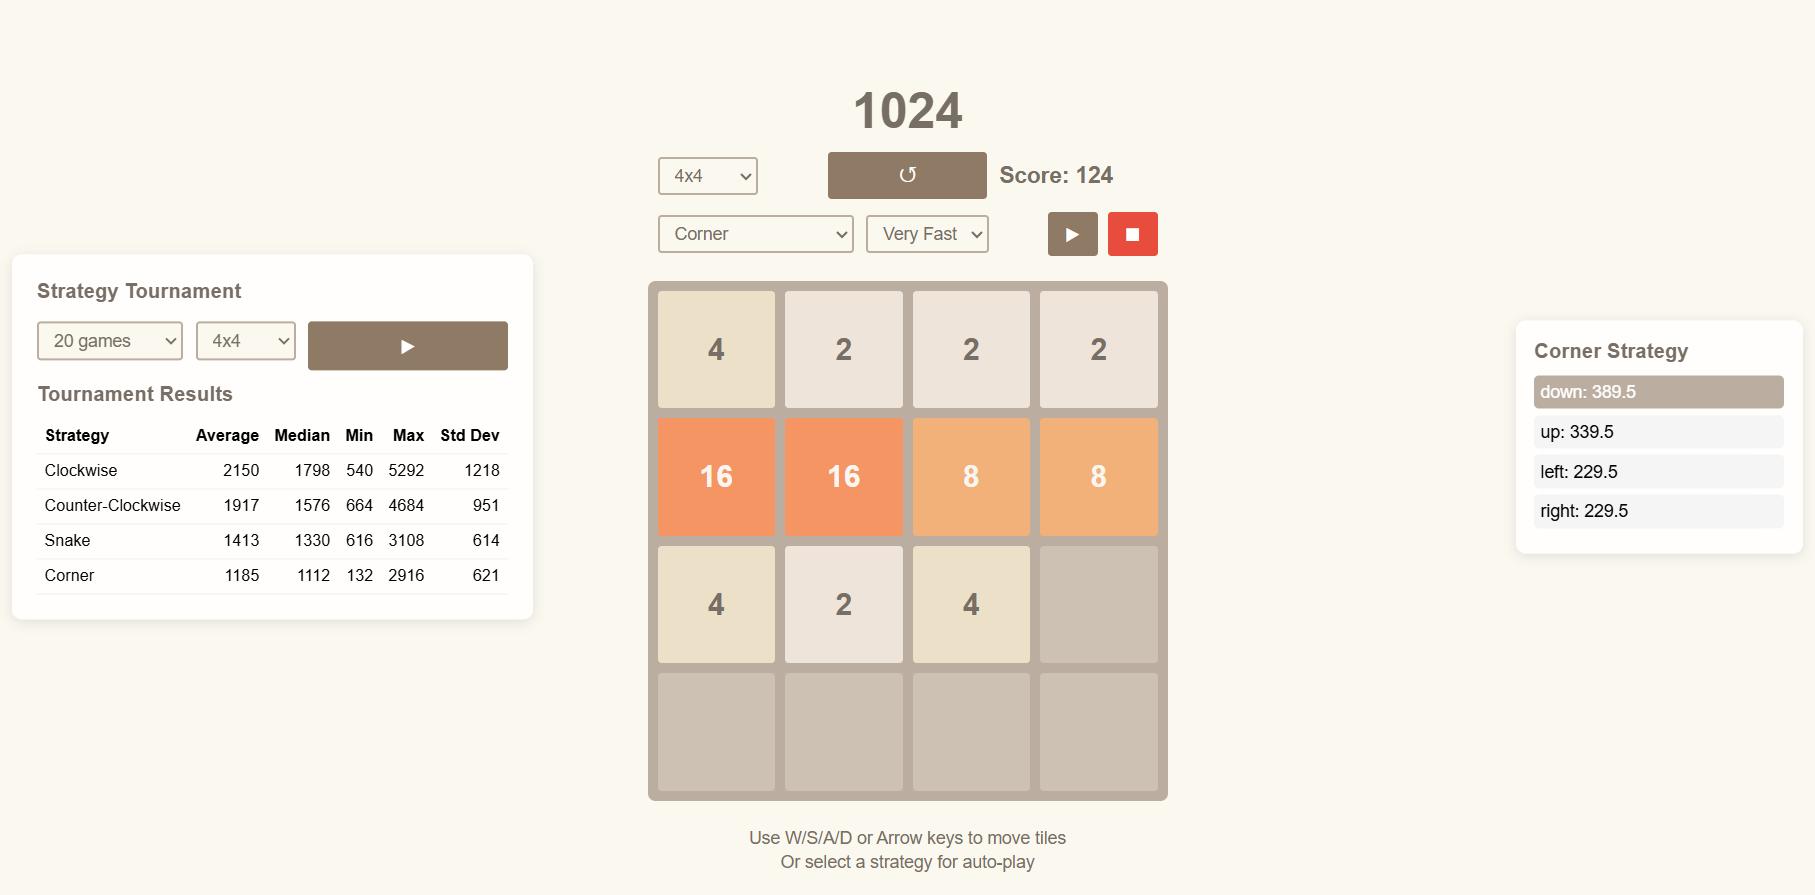 1024
4x4
↺
Score: 124
Corner
Very Fast
Strategy Tournament
20 games
4x4
Tournament Results
Strategy Average Median Min Max Std Dev
Clockwise 2150 1798 540 5292 1218
Counter-Clockwise 1917 1576 664 4684 951
Snake 1413 1330 616 3108 614
Corner 1185 1112 132 2916 621
4 2 2 2
16 16 8 8
4 2 4
Corner Strategy
down: 389.5
up: 339.5
left: 229.5
right: 229.5
Use W/S/A/D or Arrow keys to move tiles
Or select a strategy for auto-play